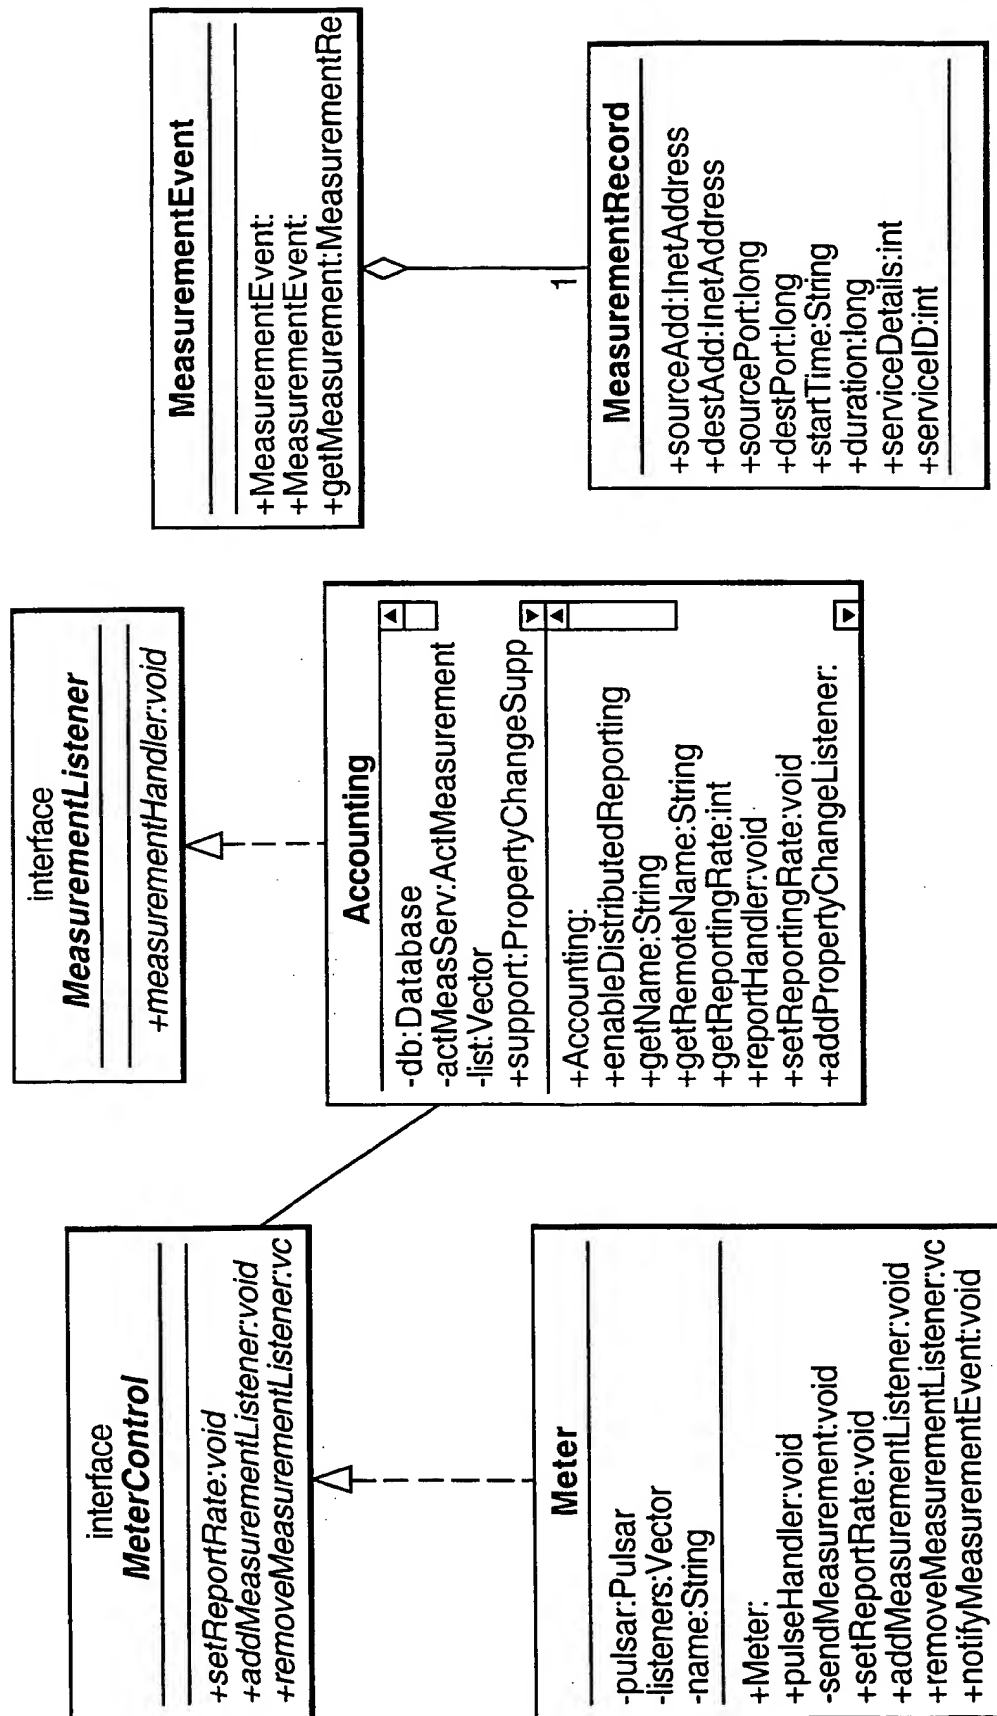 interface
MeterControl
+setReportRate:void
+addMeasurementListener:void
+removeMeasurementListener:vc
Meter
-pulsar:Pulsar
-listeners:Vector
-name:String
+Meter:
+pulseHandler:void
-sendMeasurement:void
+setReportRate:void
+addMeasurementListener:void
+removeMeasurementListener:vc
+notifyMeasurementEvent:void
interface
MeasurementListener
+measurementHandler:void
Accounting
-db:Database
-actMeasServ:ActMeasurement
-list:Vector
+support:PropertyChangeSupp
+Accounting:
+enableDistributedReporting
+getName:String
+getRemoteName:String
+getReportingRate:int
+reportHandler:void
+setReportingRate:void
+addPropertyChangeListener:
MeasurementEvent
+MeasurementEvent:
+MeasurementEvent:
+getMeasurement:MeasurementRe
1
MeasurementRecord
+sourceAdd:InetAddress
+destAdd:InetAddress
+sourcePort:long
+destPort:long
+startTime:String
+duration:long
+serviceDetails:int
+serviceID:int